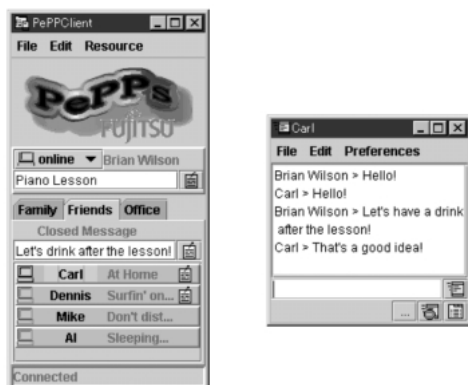 PePPClient
File Edit Resource
PePPs
FUJITSU
online Brian Wilson
Piano Lesson
Family Friends Office
Closed Message
Let's drink after the lesson!
Carl At Home
Dennis Surfin' on...
Mike Don't dist...
Al Sleeping...
Connected
Carl
File Edit Preferences
Brian Wilson > Hello!
Carl > Hello!
Brian Wilson > Let's have a drink
after the lesson!
Carl > That's a good idea!
...